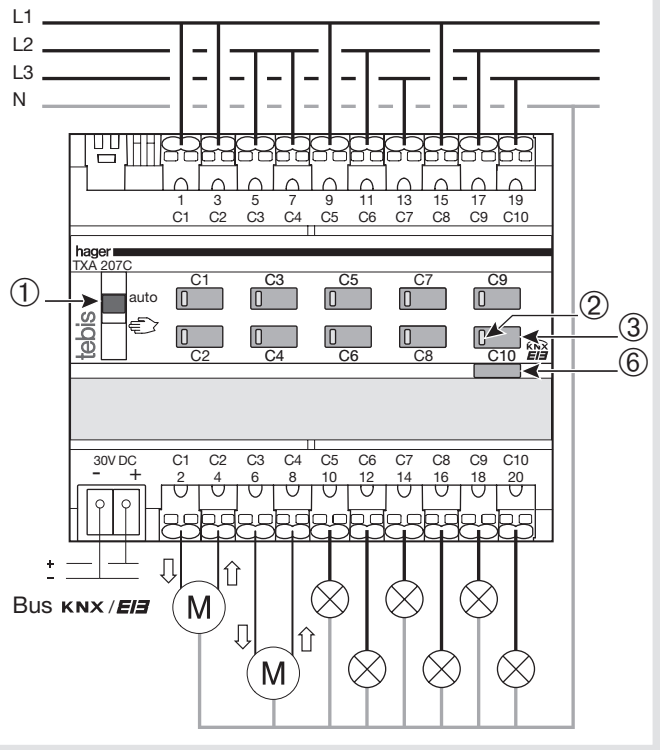 L1
L2
L3
N
1 3 5 7 9 11 13 15 17 19
C1 C2 C3 C4 C5 C6 C7 C8 C9 C10
hager
TXA 207C
C1 C3 C5 C7 C9
① auto ②
tebis
③
C2 C4 C6 C8 C10
KNX
EIB
⑥
30V DC
- +
C1 C2 C3 C4 C5 C6 C7 C8 C9 C10
2 4 6 8 10 12 14 16 18 20
+
-
Bus KNX / EIB
M
M